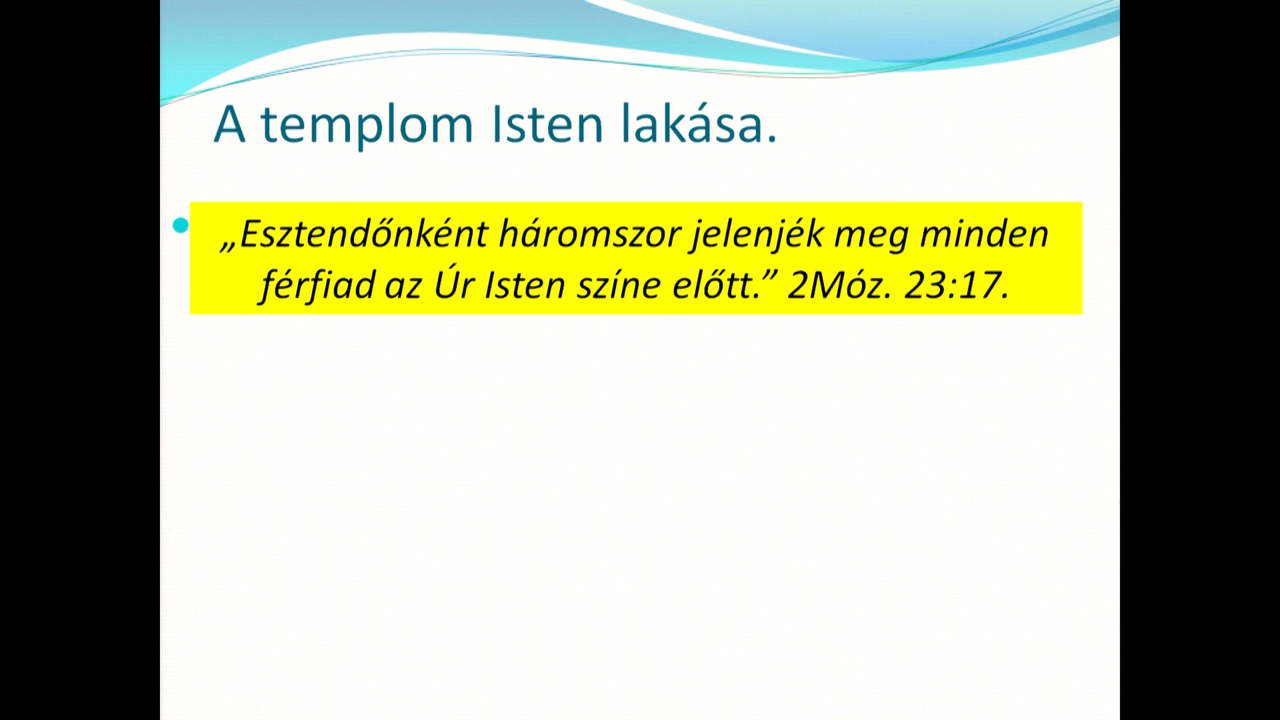 A templom Isten lakása.
• „Esztendőnként háromszor jelenjék meg minden
férfiad az Úr Isten színe előtt.” 2Móz. 23:17.